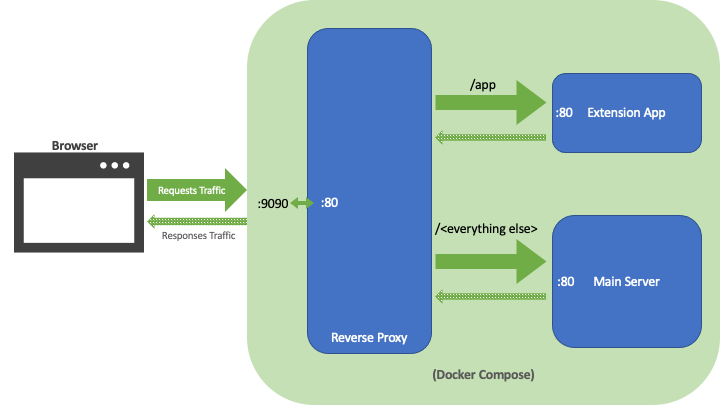 Browser
Requests Traffic
Responses Traffic
:9090
:80
Reverse Proxy
/app
:80 Extension App
/<everything else>
:80 Main Server
(Docker Compose)